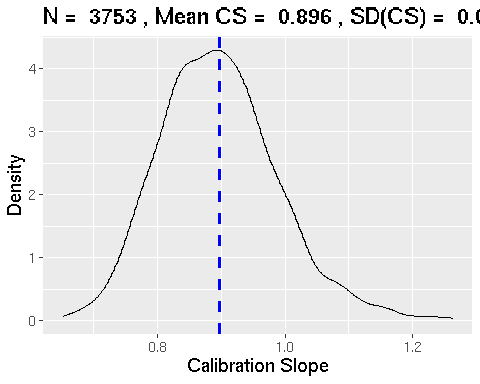 N = 3753 , Mean CS = 0.896 , SD(CS) =
4
3
2
1
0
Density
0.8 1.0 1.2
Calibration Slope